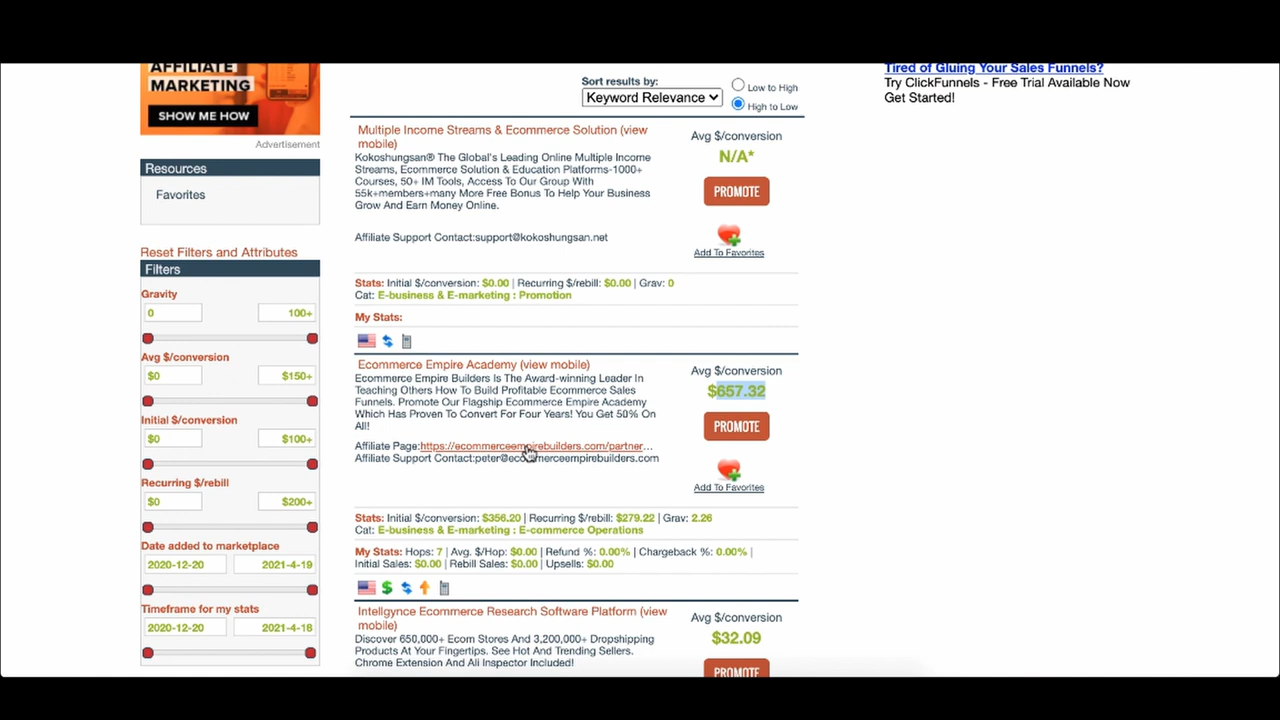 AFFILIATE
MARKETING
SHOW ME HOW
Advertisement
Resources
Favorites
Reset Filters and Attributes
Filters
Gravity
0 100+
Avg $/conversion
$0 $150+
Initial $/conversion
$0 $100+
Recurring $/rebill
$0 $200+
Date added to marketplace
2020-12-20 2021-4-19
Timeframe for my stats
2020-12-20 2021-4-18
Sort results by:
Keyword Relevance
Low to High
High to Low
Multiple Income Streams & Ecommerce Solution (view
mobile)
Kokoshungsan® The Global's Leading Online Multiple Income
Streams, Ecommerce Solution & Education Platforms-1000+
Courses, 50+ IM Tools, Access To Our Group With
55k+members+many More Free Bonus To Help Your Business
Grow And Earn Money Online.
Affiliate Support Contact:support@kokoshungsan.net
Avg $/conversion
N/A*
PROMOTE
Add To Favorites
Stats: Initial $/conversion: $0.00 | Recurring $/rebill: $0.00 | Grav: 0
Cat: E-business & E-marketing : Promotion
My Stats:
Ecommerce Empire Academy (view mobile)
Ecommerce Empire Builders Is The Award-winning Leader In
Teaching Others How To Build Profitable Ecommerce Sales
Funnels. Promote Our Flagship Ecommerce Empire Academy
Which Has Proven To Convert For Four Years! You Get 50% On
All!
Affiliate Page:https://ecommerceempirebuilders.com/partner...
Affiliate Support Contact:peter@ecommerceempirebuilders.com
Avg $/conversion
$657.32
PROMOTE
Add To Favorites
Stats: Initial $/conversion: $356.20 | Recurring $/rebill: $279.22 | Grav: 2.26
Cat: E-business & E-marketing : E-commerce Operations
My Stats: Hops: 7 | Avg. $/Hop: $0.00 | Refund %: 0.00% | Chargeback %: 0.00% |
Initial Sales: $0.00 | Rebill Sales: $0.00 | Upsells: $0.00
Intellgynce Ecommerce Research Software Platform (view
mobile)
Discover 650,000+ Ecom Stores And 3,200,000+ Dropshipping
Products At Your Fingertips. See Hot And Trending Sellers.
Chrome Extension And Ali Inspector Included!
Avg $/conversion
$32.09
PROMOTE
Tired of Gluing Your Sales Funnels?
Try ClickFunnels - Free Trial Available Now
Get Started!